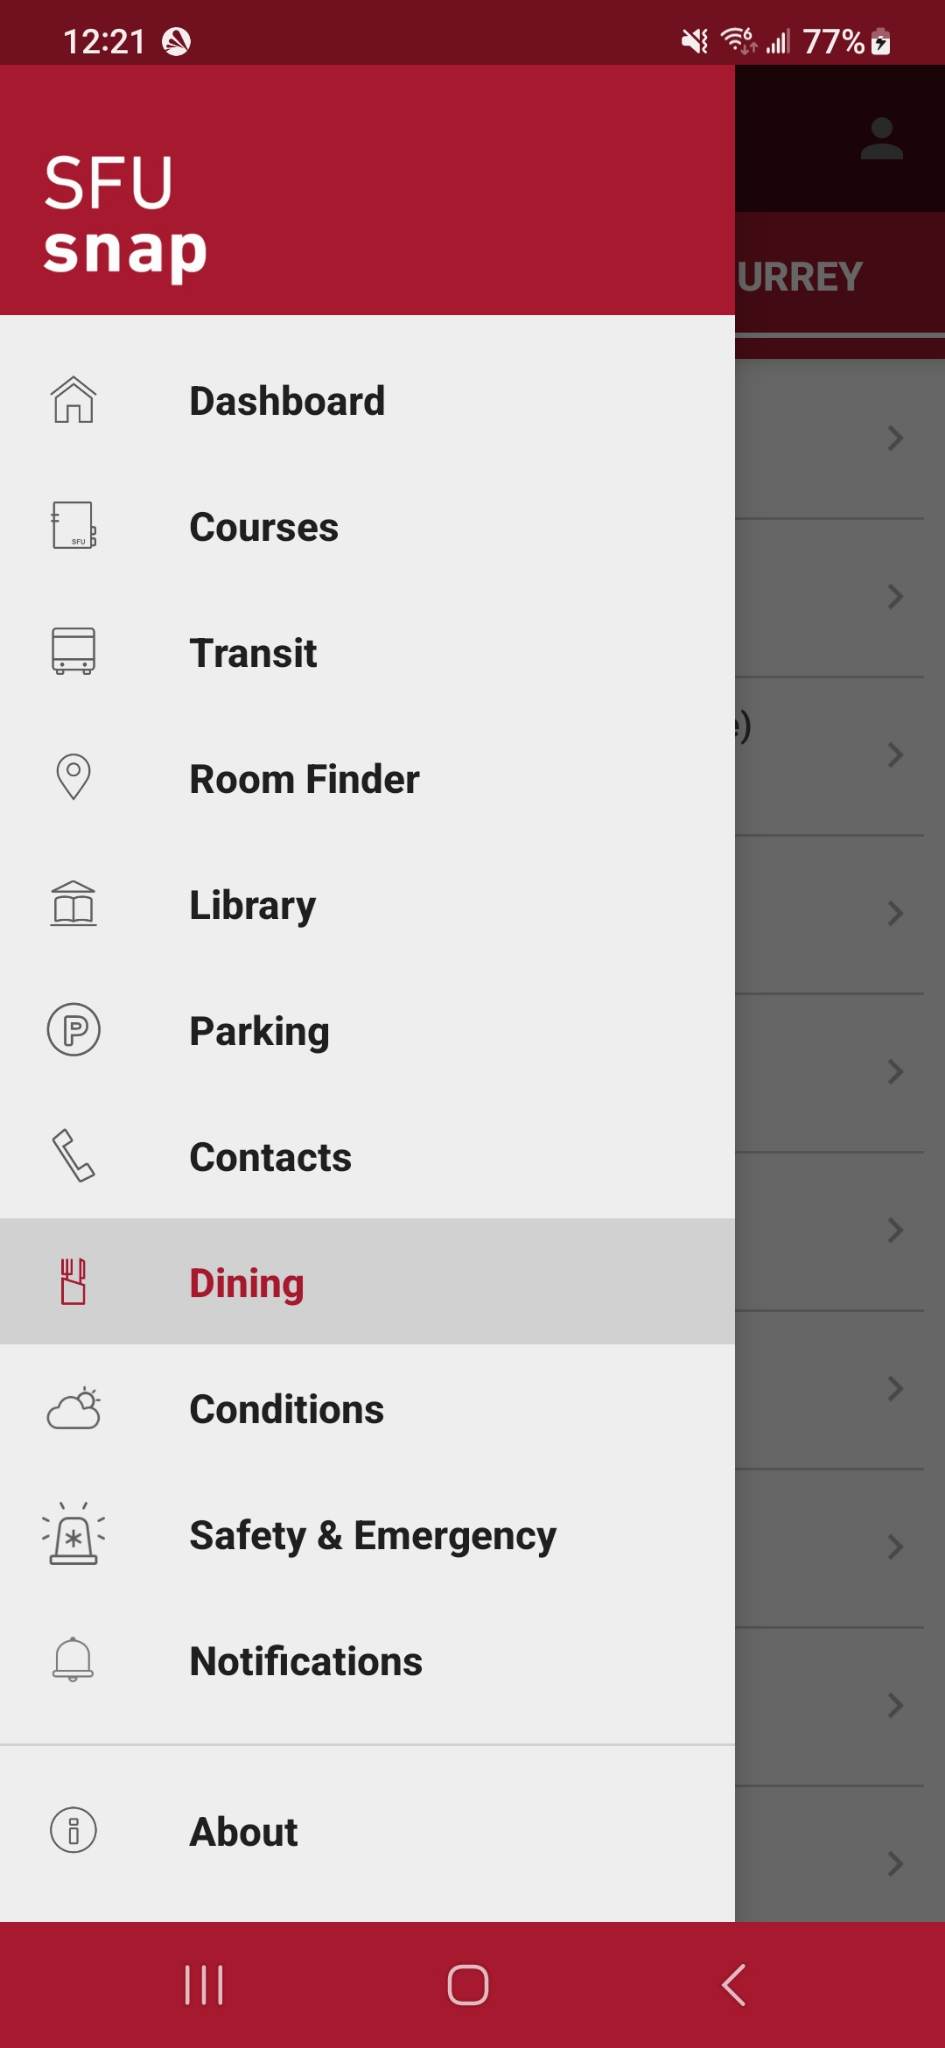 12:21
77%
SFU
snap
URREY
Dashboard
SFU
Courses
Transit
Room Finder
)
Library
P
Parking
Contacts
Dining
Conditions
Safety & Emergency
Notifications
About